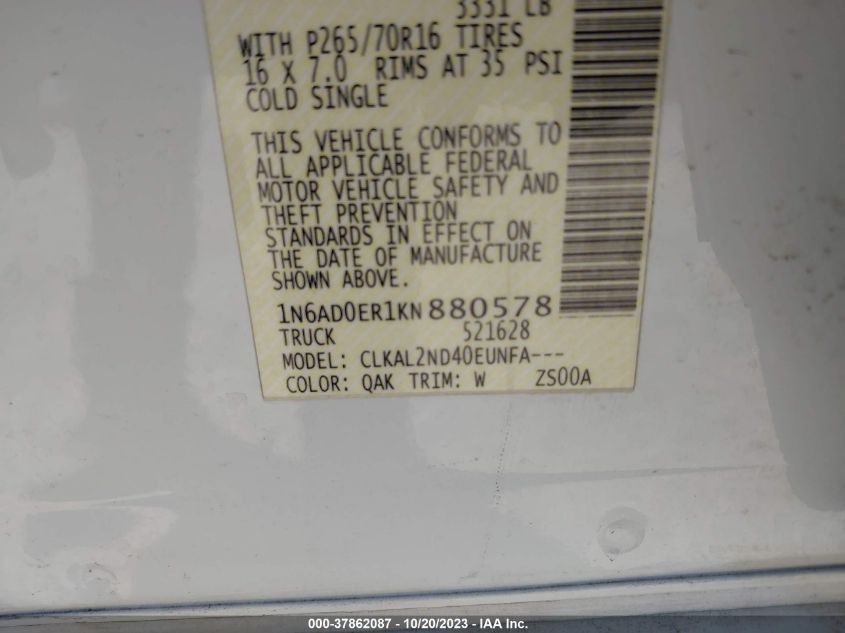 3331 LB
WITH P265/70R16 TIRES
16 X 7.0 RIMS AT 35 PSI
COLD SINGLE
THIS VEHICLE CONFORMS TO
ALL APPLICABLE FEDERAL
MOTOR VEHICLE SAFETY AND
THEFT PREVENTION
STANDARDS IN EFFECT ON
THE DATE OF MANUFACTURE
SHOWN ABOVE.
1N6AD0ER1KN880578
TRUCK 521628
MODEL: CLKAL2ND40EUNFA---
COLOR: QAK TRIM: W ZS00A
000-37862087 - 10/20/2023 - IAA Inc.